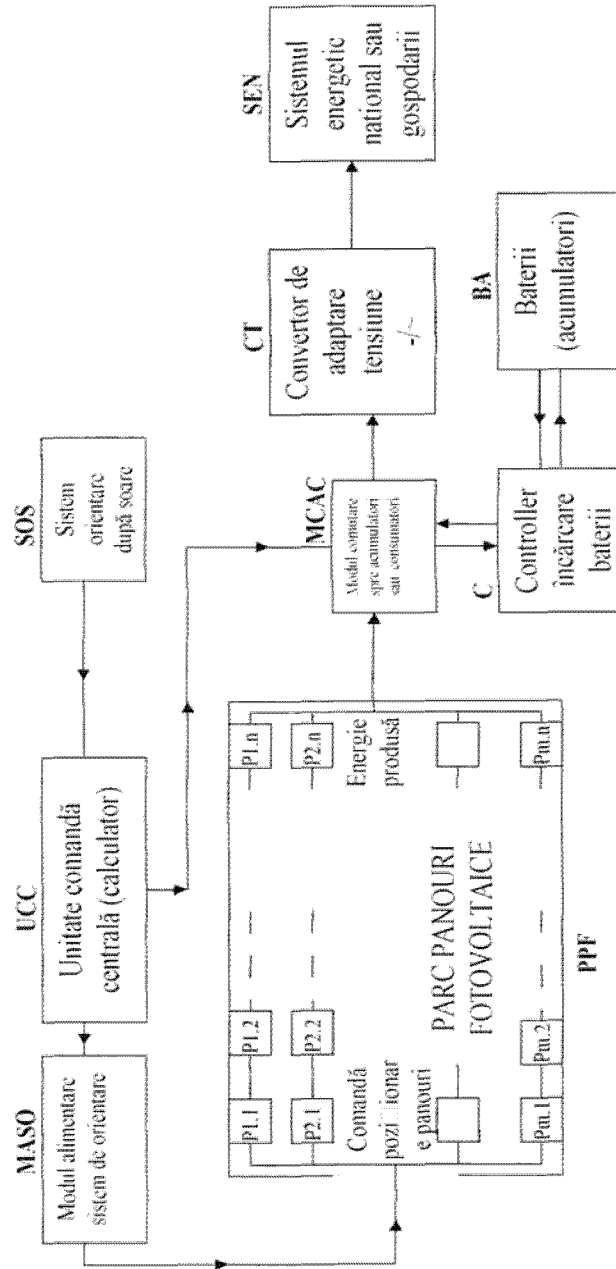 MASO
Modul alimentare
sistem de orientare
UCC
Unitate comandă
centrală (calculator)
SOS
Sistem
orientare
după soare
P1.1
P1.2
P1.n
P2.1
P2.2
P2.n
Comandă
e panouri
Energie
produsă
PARC PANOURI
FOTOVOLTAICE
Pm.1
Pm.2
Pm.n
PPF
MCAC
Modul comutare
spre acumulatori
sau consumatori
CT
Convertor de
adaptare
tensiune
-/~
SEN
Sistemul
energetic
national sau
gospodarii
C
Controller
încărcare
baterii
BA
Baterii
(acumulatori)